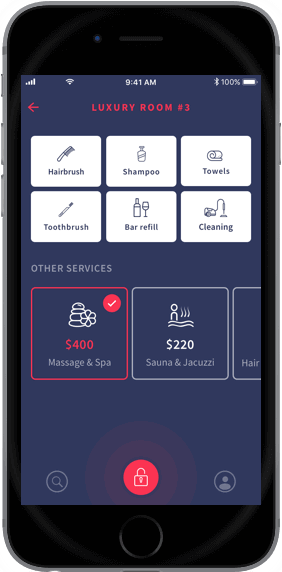 9:41 AM
100%
LUXURY ROOM #3
Hairbrush
Shampoo
Towels
Toothbrush
Bar refill
Cleaning
OTHER SERVICES
$400
Massage & Spa
$220
Sauna & Jacuzzi
Hair